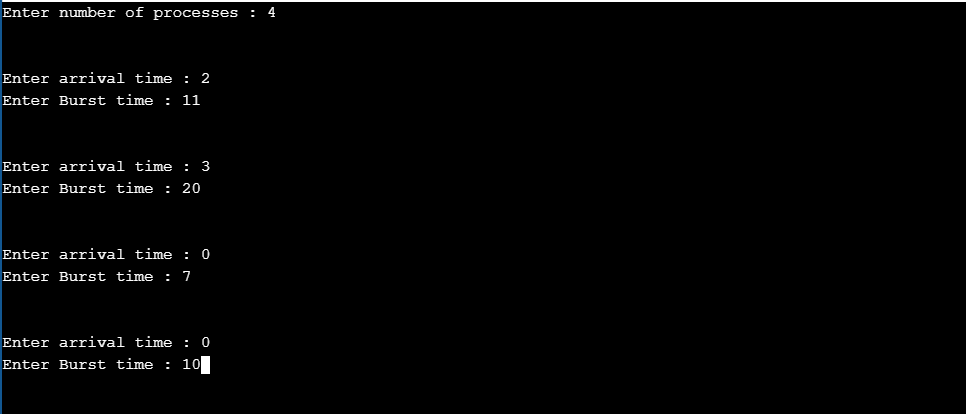 Enter number of processes : 4
Enter arrival time : 2
Enter Burst time : 11
Enter arrival time : 3
Enter Burst time : 20
Enter arrival time : 0
Enter Burst time : 7
Enter arrival time : 0
Enter Burst time : 10